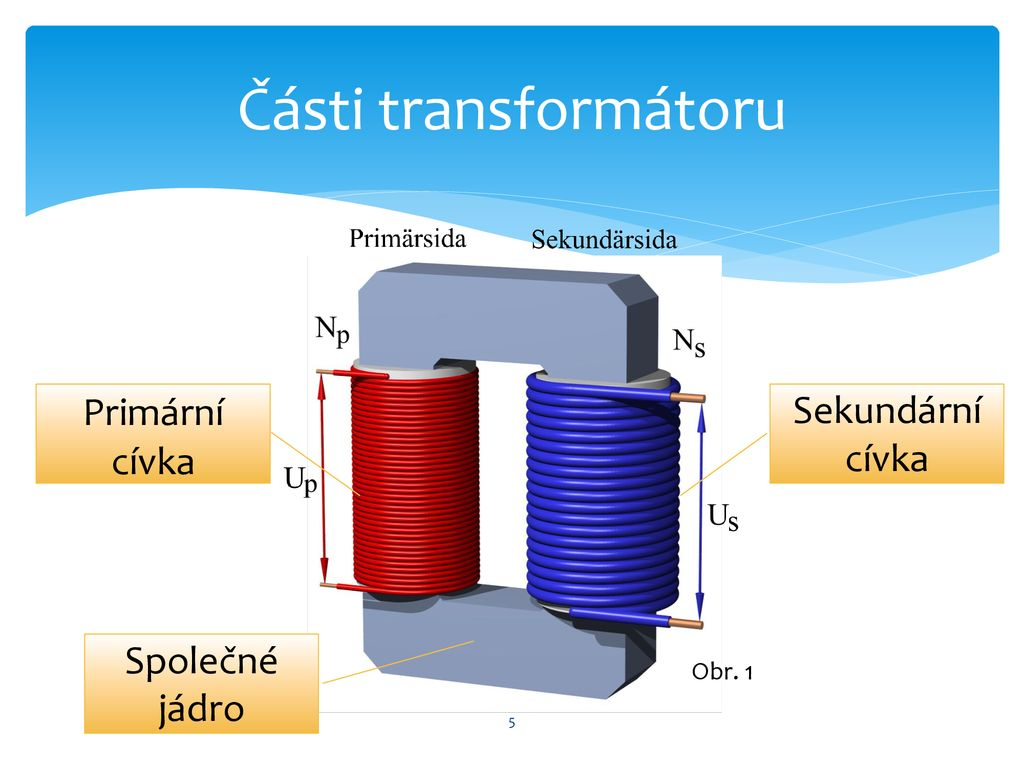 Části transformátoru
Primärsida
Sekundärsida
Np
Ns
Primární
cívka
Sekundární
cívka
Up
Us
Společné
jádro
Obr. 1
5